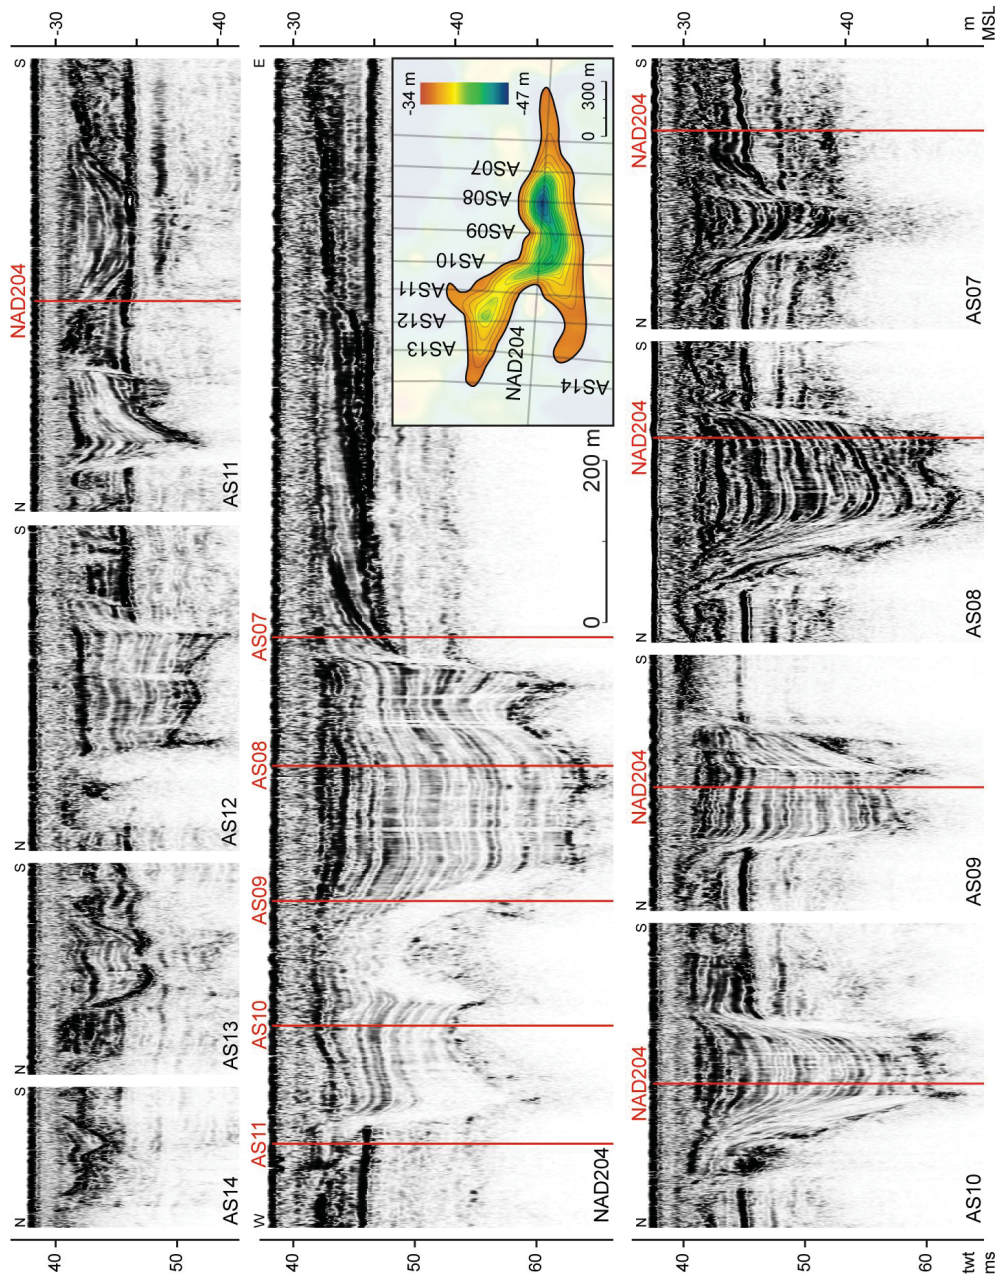 -30
-40
-30
-40
-30
-40
m
MSL
N
S
AS14
N
S
AS13
N
S
AS12
N
S
NAD204
AS11
W
E
AS11
AS10
AS09
AS08
AS07
NAD204
0
200 m
-34 m
-47 m
0
300 m
AS07
AS08
AS09
AS10
AS11
AS12
AS13
AS14
NAD204
N
S
NAD204
AS10
N
S
NAD204
AS09
N
S
NAD204
AS08
N
S
NAD204
AS07
40
50
40
50
60
40
50
60
twt
ms